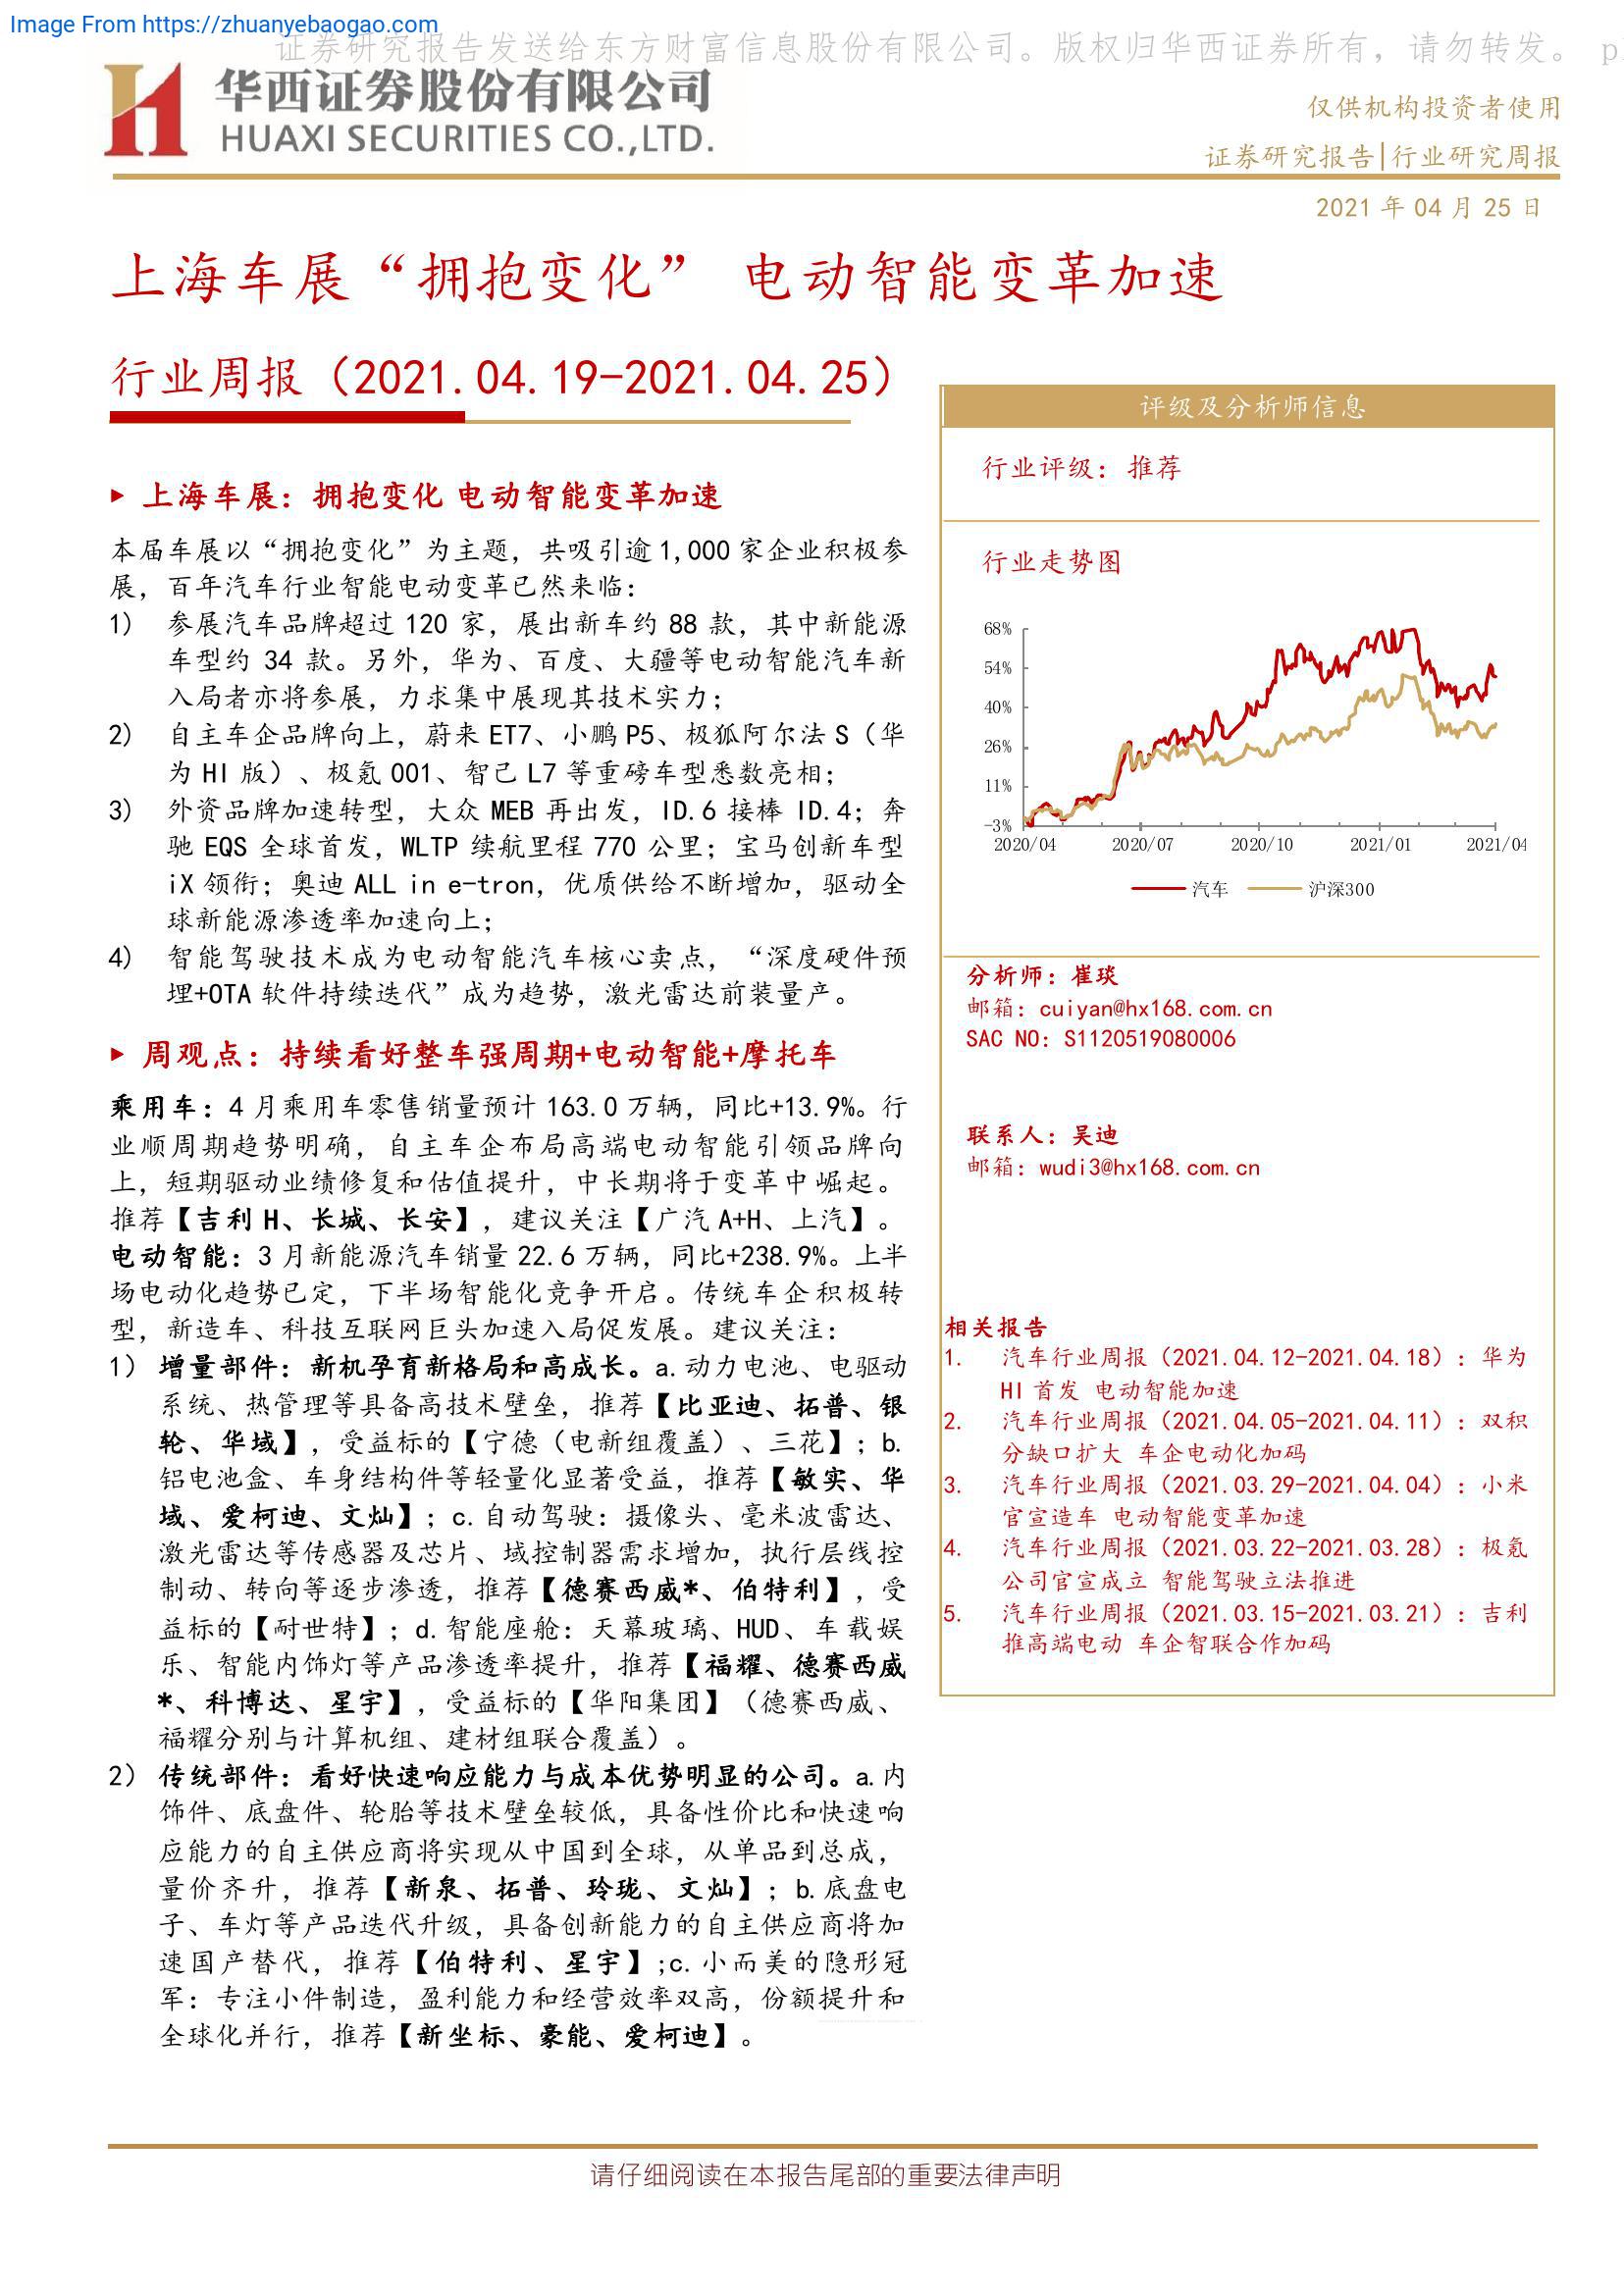 Image From https://zhuanyebaogao.com
证券研究报告发送给东方财富信息股份有限公司。版权归华西证券所有，请勿转发。 p
华西证券股份有限公司
HUAXI SECURITIES CO.,LTD.
仅供机构投资者使用
证券研究报告|行业研究周报
2021 年 04 月 25 日
上海车展“拥抱变化” 电动智能变革加速
行业周报（2021.04.19-2021.04.25）
▸ 上海车展：拥抱变化 电动智能变革加速
本届车展以“拥抱变化”为主题，共吸引逾 1,000 家企业积极参
展，百年汽车行业智能电动变革已然来临：
1) 参展汽车品牌超过 120 家，展出新车约 88 款，其中新能源
车型约 34 款。另外，华为、百度、大疆等电动智能汽车新
入局者亦将参展，力求集中展现其技术实力；
2) 自主车企品牌向上，蔚来 ET7、小鹏 P5、极狐阿尔法 S（华
为 HI 版）、极氪 001、智己 L7 等重磅车型悉数亮相；
3) 外资品牌加速转型，大众 MEB 再出发，ID.6 接棒 ID.4；奔
驰 EQS 全球首发，WLTP 续航里程 770 公里；宝马创新车型
iX 领衔；奥迪 ALL in e-tron，优质供给不断增加，驱动全
球新能源渗透率加速向上；
4) 智能驾驶技术成为电动智能汽车核心卖点，“深度硬件预
埋+OTA 软件持续迭代”成为趋势，激光雷达前装量产。
▸ 周观点：持续看好整车强周期+电动智能+摩托车
乘用车：4 月乘用车零售销量预计 163.0 万辆，同比+13.9%。行
业顺周期趋势明确，自主车企布局高端电动智能引领品牌向
上，短期驱动业绩修复和估值提升，中长期将于变革中崛起。
推荐【吉利 H、长城、长安】，建议关注【广汽 A+H、上汽】。
电动智能：3 月新能源汽车销量 22.6 万辆，同比+238.9%。上半
场电动化趋势已定，下半场智能化竞争开启。传统车企积极转
型，新造车、科技互联网巨头加速入局促发展。建议关注：
1） 增量部件：新机孕育新格局和高成长。a.动力电池、电驱动
系统、热管理等具备高技术壁垒，推荐【比亚迪、拓普、银
轮、华域】，受益标的【宁德（电新组覆盖）、三花】；b.
铝电池盒、车身结构件等轻量化显著受益，推荐【敏实、华
域、爱柯迪、文灿】；c.自动驾驶：摄像头、毫米波雷达、
激光雷达等传感器及芯片、域控制器需求增加，执行层线控
制动、转向等逐步渗透，推荐【德赛西威*、伯特利】，受
益标的【耐世特】；d.智能座舱：天幕玻璃、HUD、车载娱
乐、智能内饰灯等产品渗透率提升，推荐【福耀、德赛西威
*、科博达、星宇】，受益标的【华阳集团】（德赛西威、
福耀分别与计算机组、建材组联合覆盖）。
2） 传统部件：看好快速响应能力与成本优势明显的公司。a.内
饰件、底盘件、轮胎等技术壁垒较低，具备性价比和快速响
应能力的自主供应商将实现从中国到全球，从单品到总成，
量价齐升，推荐【新泉、拓普、玲珑、文灿】；b.底盘电
子、车灯等产品迭代升级，具备创新能力的自主供应商将加
速国产替代，推荐【伯特利、星宇】;c.小而美的隐形冠
军：专注小件制造，盈利能力和经营效率双高，份额提升和
全球化并行，推荐【新坐标、豪能、爱柯迪】。
评级及分析师信息
行业评级：推荐
行业走势图
68%
54%
40%
26%
11%
-3%
2020/04 2020/07 2020/10 2021/01 2021/04
汽车 沪深300
分析师：崔琰
邮箱：cuiyan@hx168.com.cn
SAC NO：S1120519080006
联系人：吴迪
邮箱：wudi3@hx168.com.cn
相关报告
1. 汽车行业周报（2021.04.12-2021.04.18）：华为
HI 首发 电动智能加速
2. 汽车行业周报（2021.04.05-2021.04.11）：双积
分缺口扩大 车企电动化加码
3. 汽车行业周报（2021.03.29-2021.04.04）：小米
官宣造车 电动智能变革加速
4. 汽车行业周报（2021.03.22-2021.03.28）：极氪
公司官宣成立 智能驾驶立法推进
5. 汽车行业周报（2021.03.15-2021.03.21）：吉利
推高端电动 车企智联合作加码
请仔细阅读在本报告尾部的重要法律声明